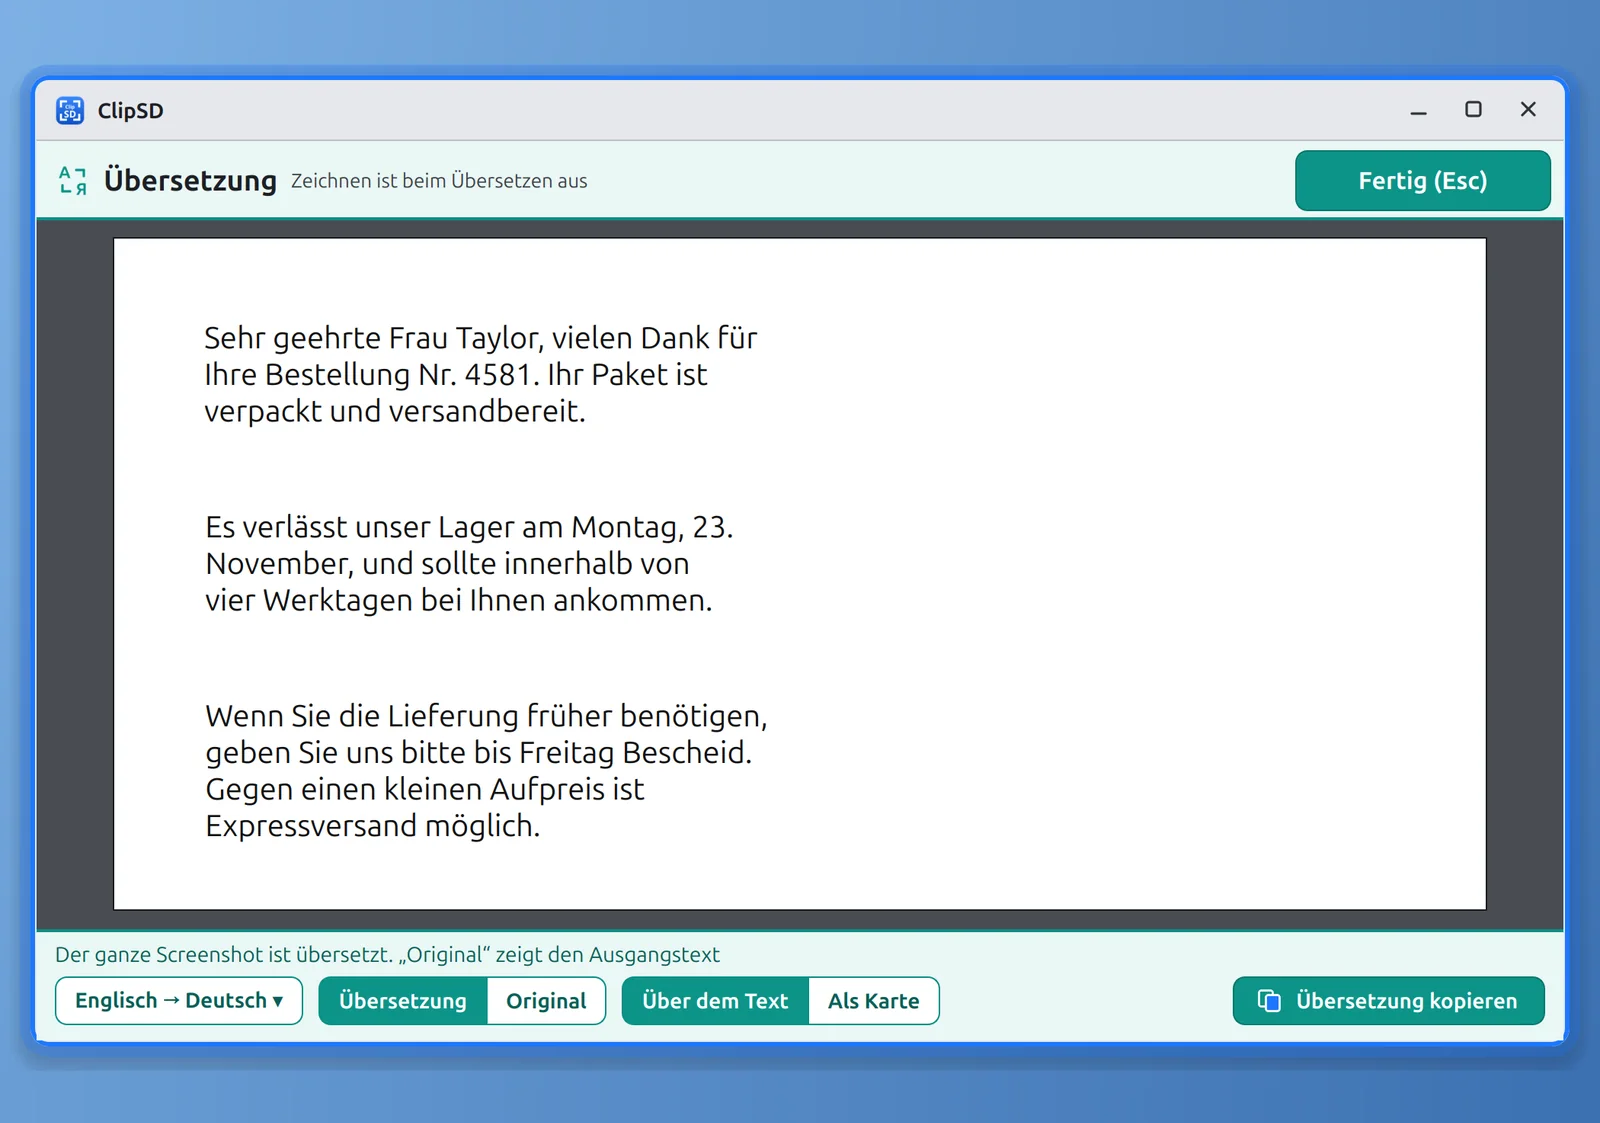 ClipSD
Übersetzung Zeichnen ist beim Übersetzen aus
Fertig (Esc)
Sehr geehrte Frau Taylor, vielen Dank für
Ihre Bestellung Nr. 4581. Ihr Paket ist
verpackt und versandbereit.
Es verlässt unser Lager am Montag, 23.
November, und sollte innerhalb von
vier Werktagen bei Ihnen ankommen.
Wenn Sie die Lieferung früher benötigen,
geben Sie uns bitte bis Freitag Bescheid.
Gegen einen kleinen Aufpreis ist
Expressversand möglich.
Der ganze Screenshot ist übersetzt. „Original“ zeigt den Ausgangstext
Englisch → Deutsch ▾
Übersetzung Original
Über dem Text Als Karte
Übersetzung kopieren